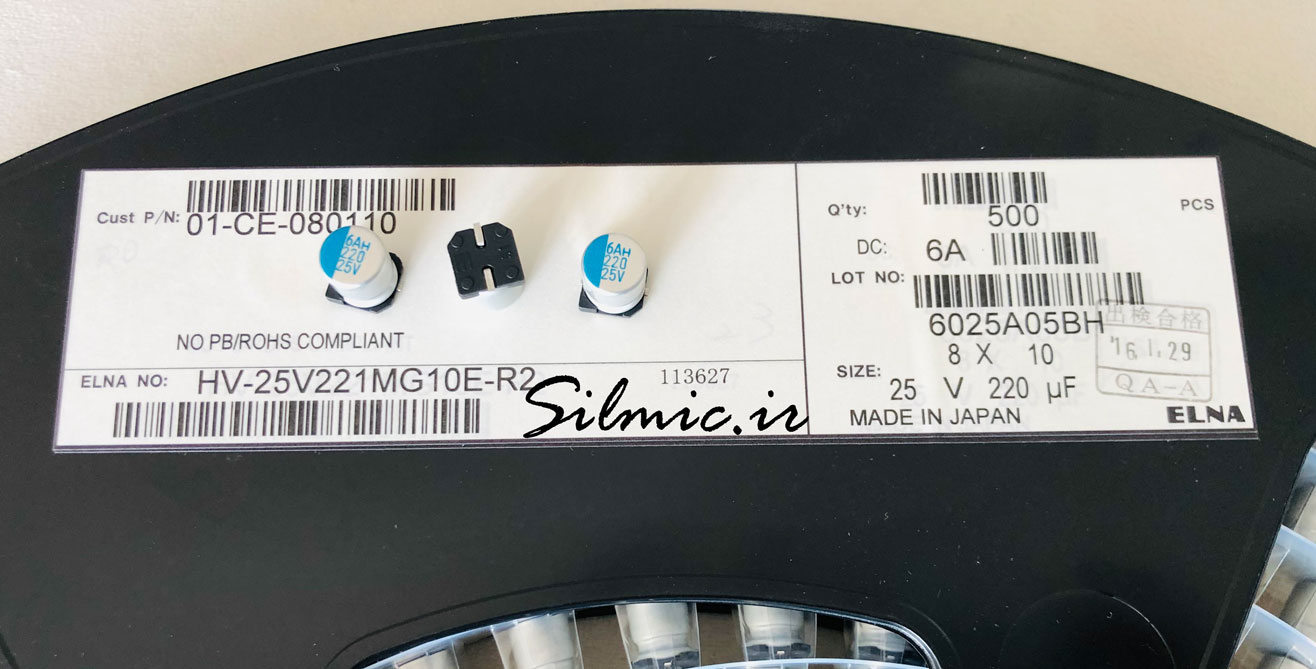 Cust P/N: 01-CE-080110
6AH
220
25V
6AH
220
25V
NO PB/ROHS COMPLIANT
ELNA NO: HV-25V221MG10E-R2 113627
Silmic.ir
Q'ty: 500 PCS
DC: 6A
LOT NO:
6025A05BH
SIZE: 8 X 10
25 V 220 µF
MADE IN JAPAN
ELNA
出検合格
'16.1.29
QA-A